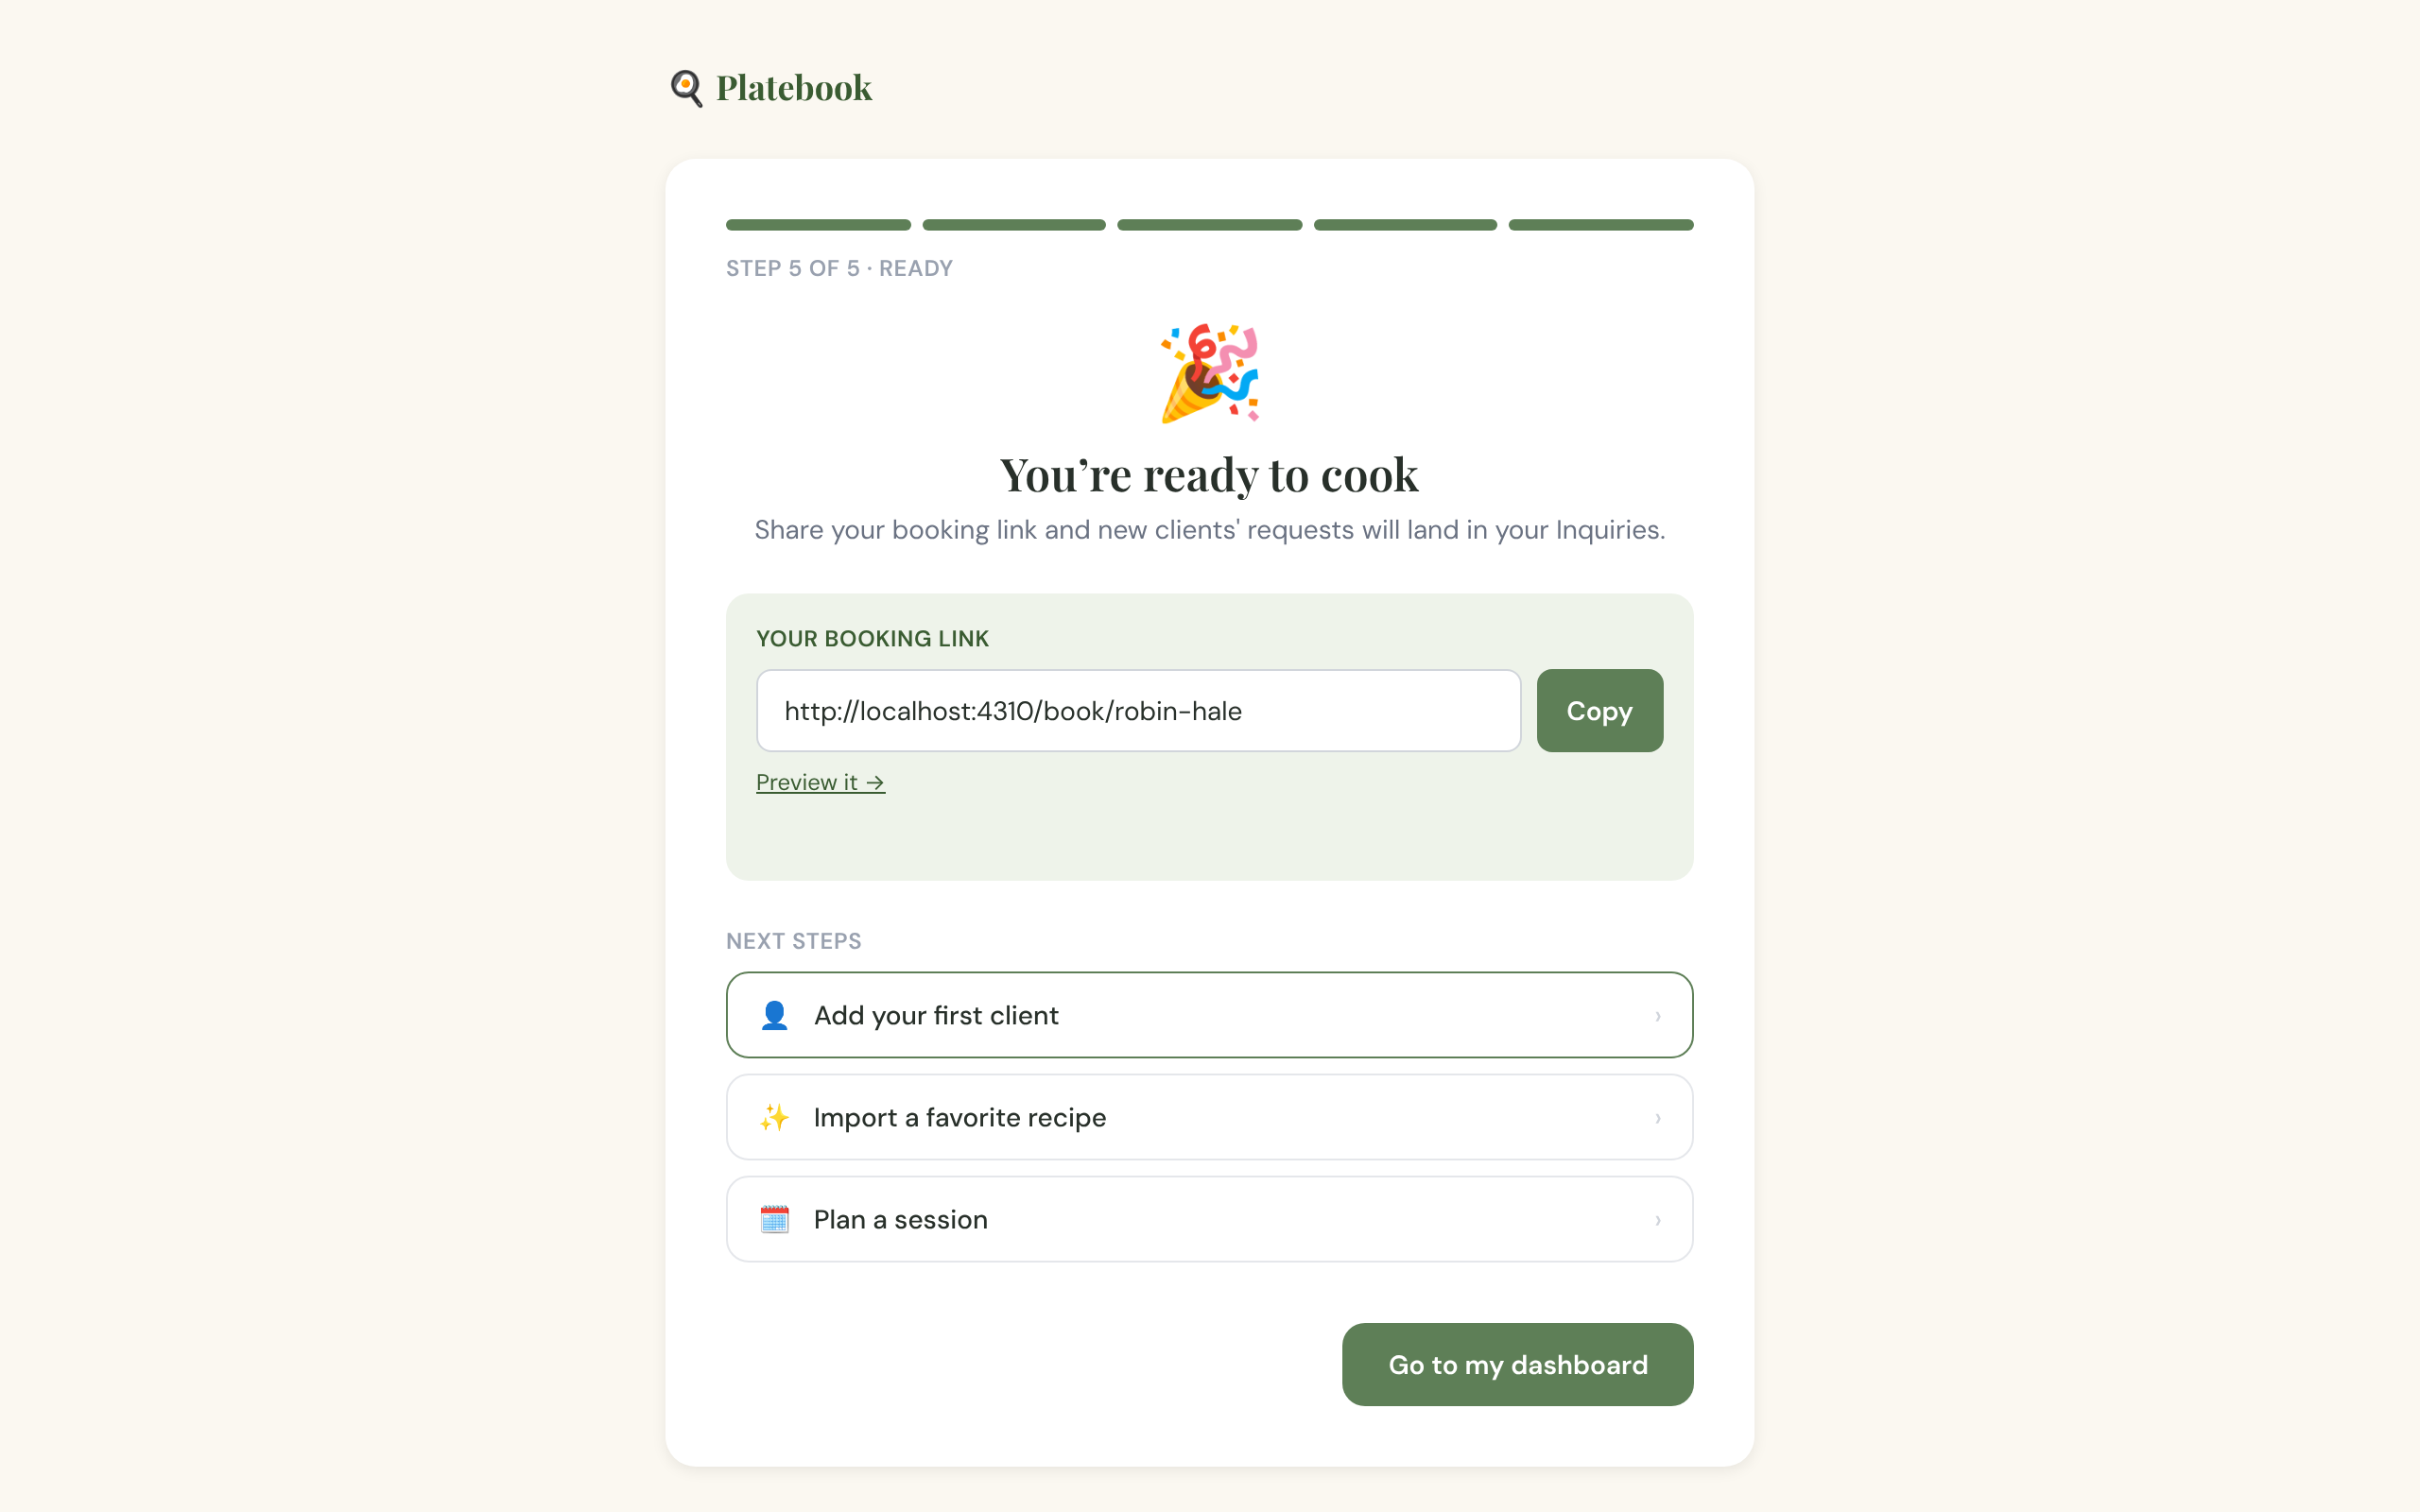 Platebook
STEP 5 OF 5 · READY
You’re ready to cook
Share your booking link and new clients' requests will land in your Inquiries.
YOUR BOOKING LINK
http://localhost:4310/book/robin-hale
Copy
Preview it →
NEXT STEPS
Add your first client
Import a favorite recipe
Plan a session
Go to my dashboard